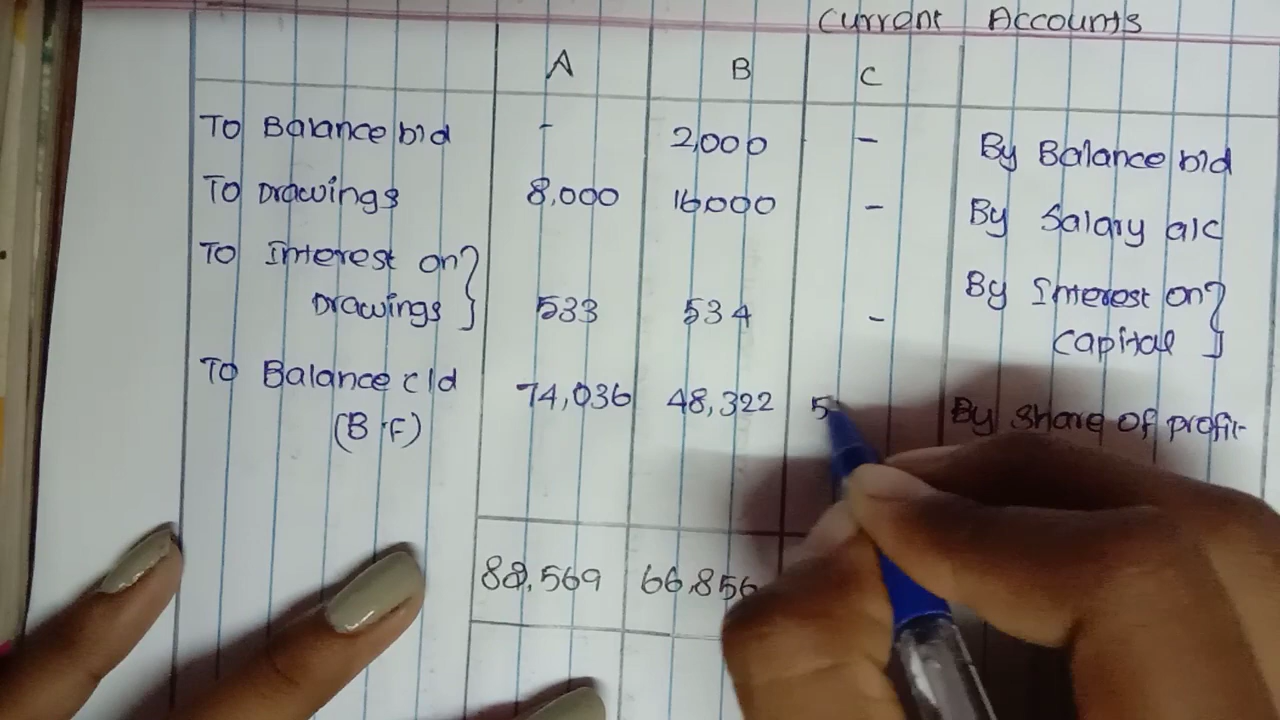 Current Accounts
A B C
To Balance b/d - 2,000 - By Balance b/d
To Drawings 8,000 16000 - By Salary a/c
To Interest on }
Drawings 533 534 - By Interest on }
capital
To Balance c/d 74,036 48,322 5 By share of profit
(B.F)
88,569 66,856